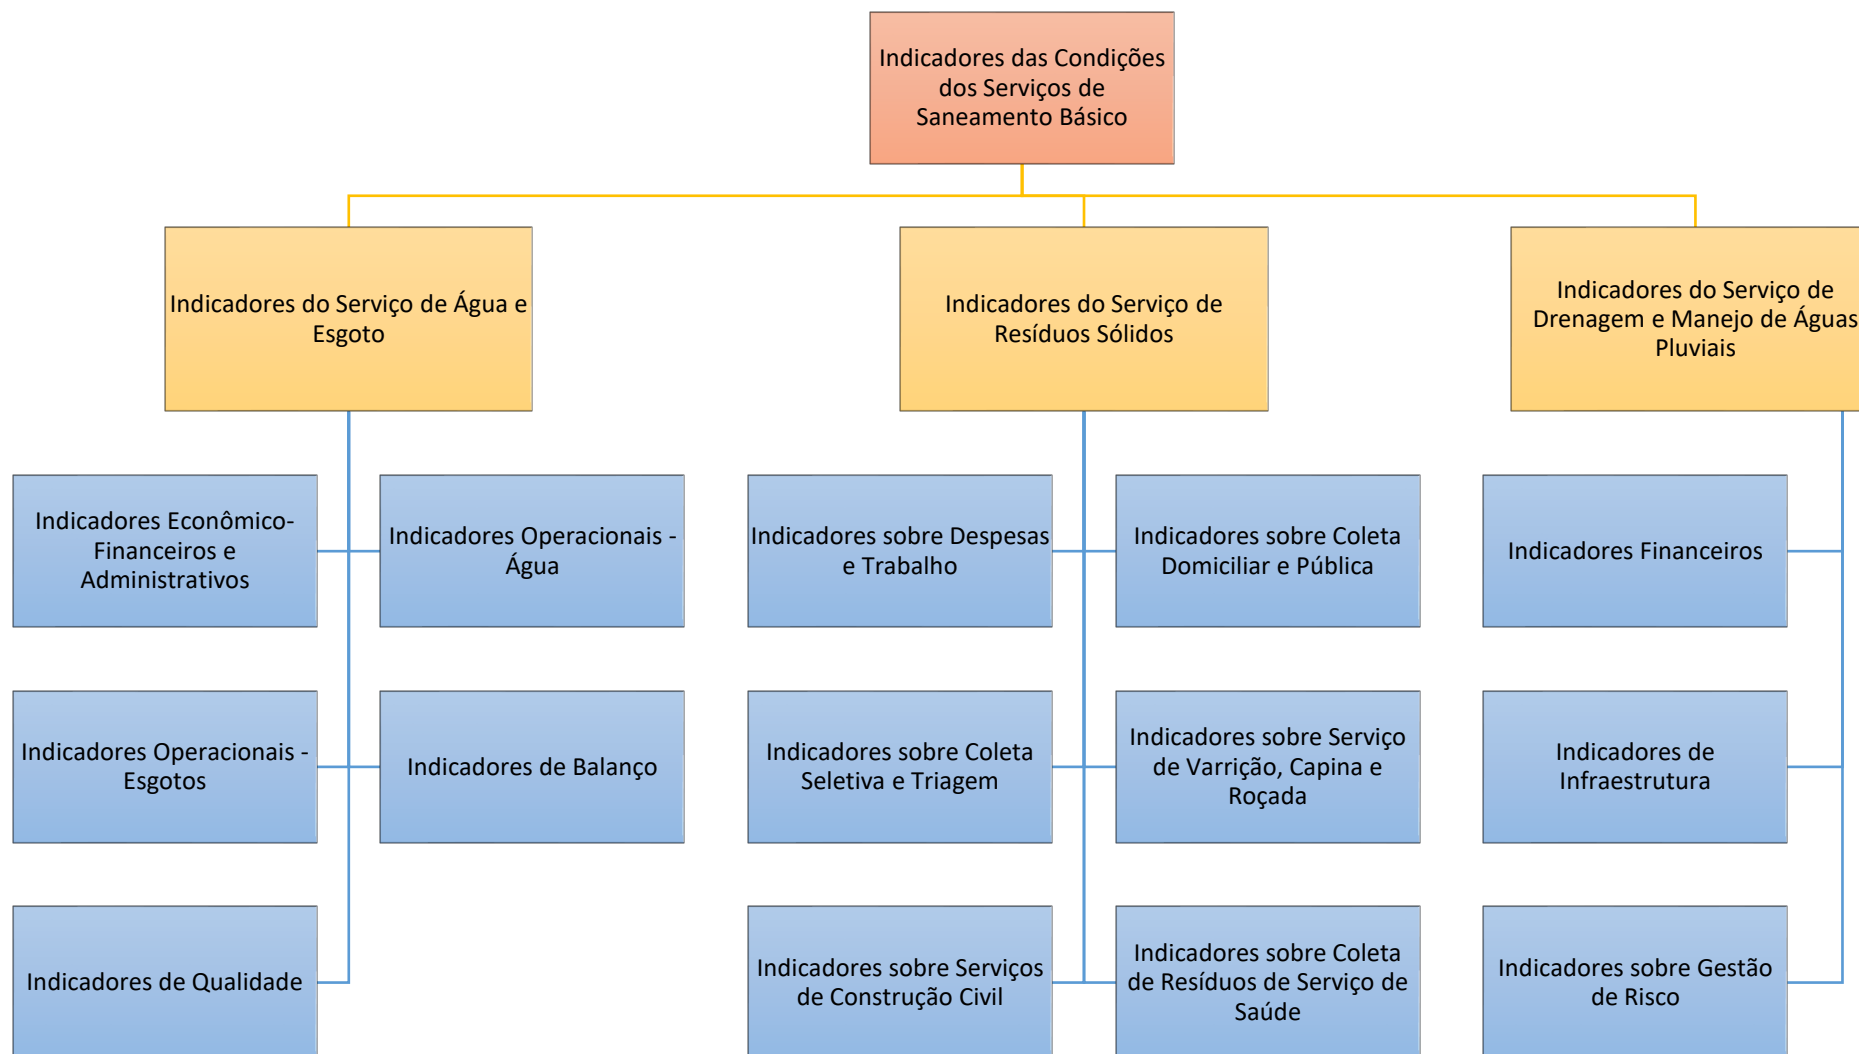 Indicadores das Condições
dos Serviços de
Saneamento Básico
Indicadores do Serviço de Água e
Esgoto
Indicadores do Serviço de
Resíduos Sólidos
Indicadores do Serviço de
Drenagem e Manejo de Águas
Pluviais
Indicadores Econômico-
Financeiros e
Administrativos
Indicadores Operacionais -
Água
Indicadores sobre Despesas
e Trabalho
Indicadores sobre Coleta
Domiciliar e Pública
Indicadores Financeiros
Indicadores Operacionais -
Esgotos
Indicadores de Balanço
Indicadores sobre Coleta
Seletiva e Triagem
Indicadores sobre Serviço
de Varrição, Capina e
Roçada
Indicadores de
Infraestrutura
Indicadores de Qualidade
Indicadores sobre Serviços
de Construção Civil
Indicadores sobre Coleta
de Resíduos de Serviço de
Saúde
Indicadores sobre Gestão
de Risco